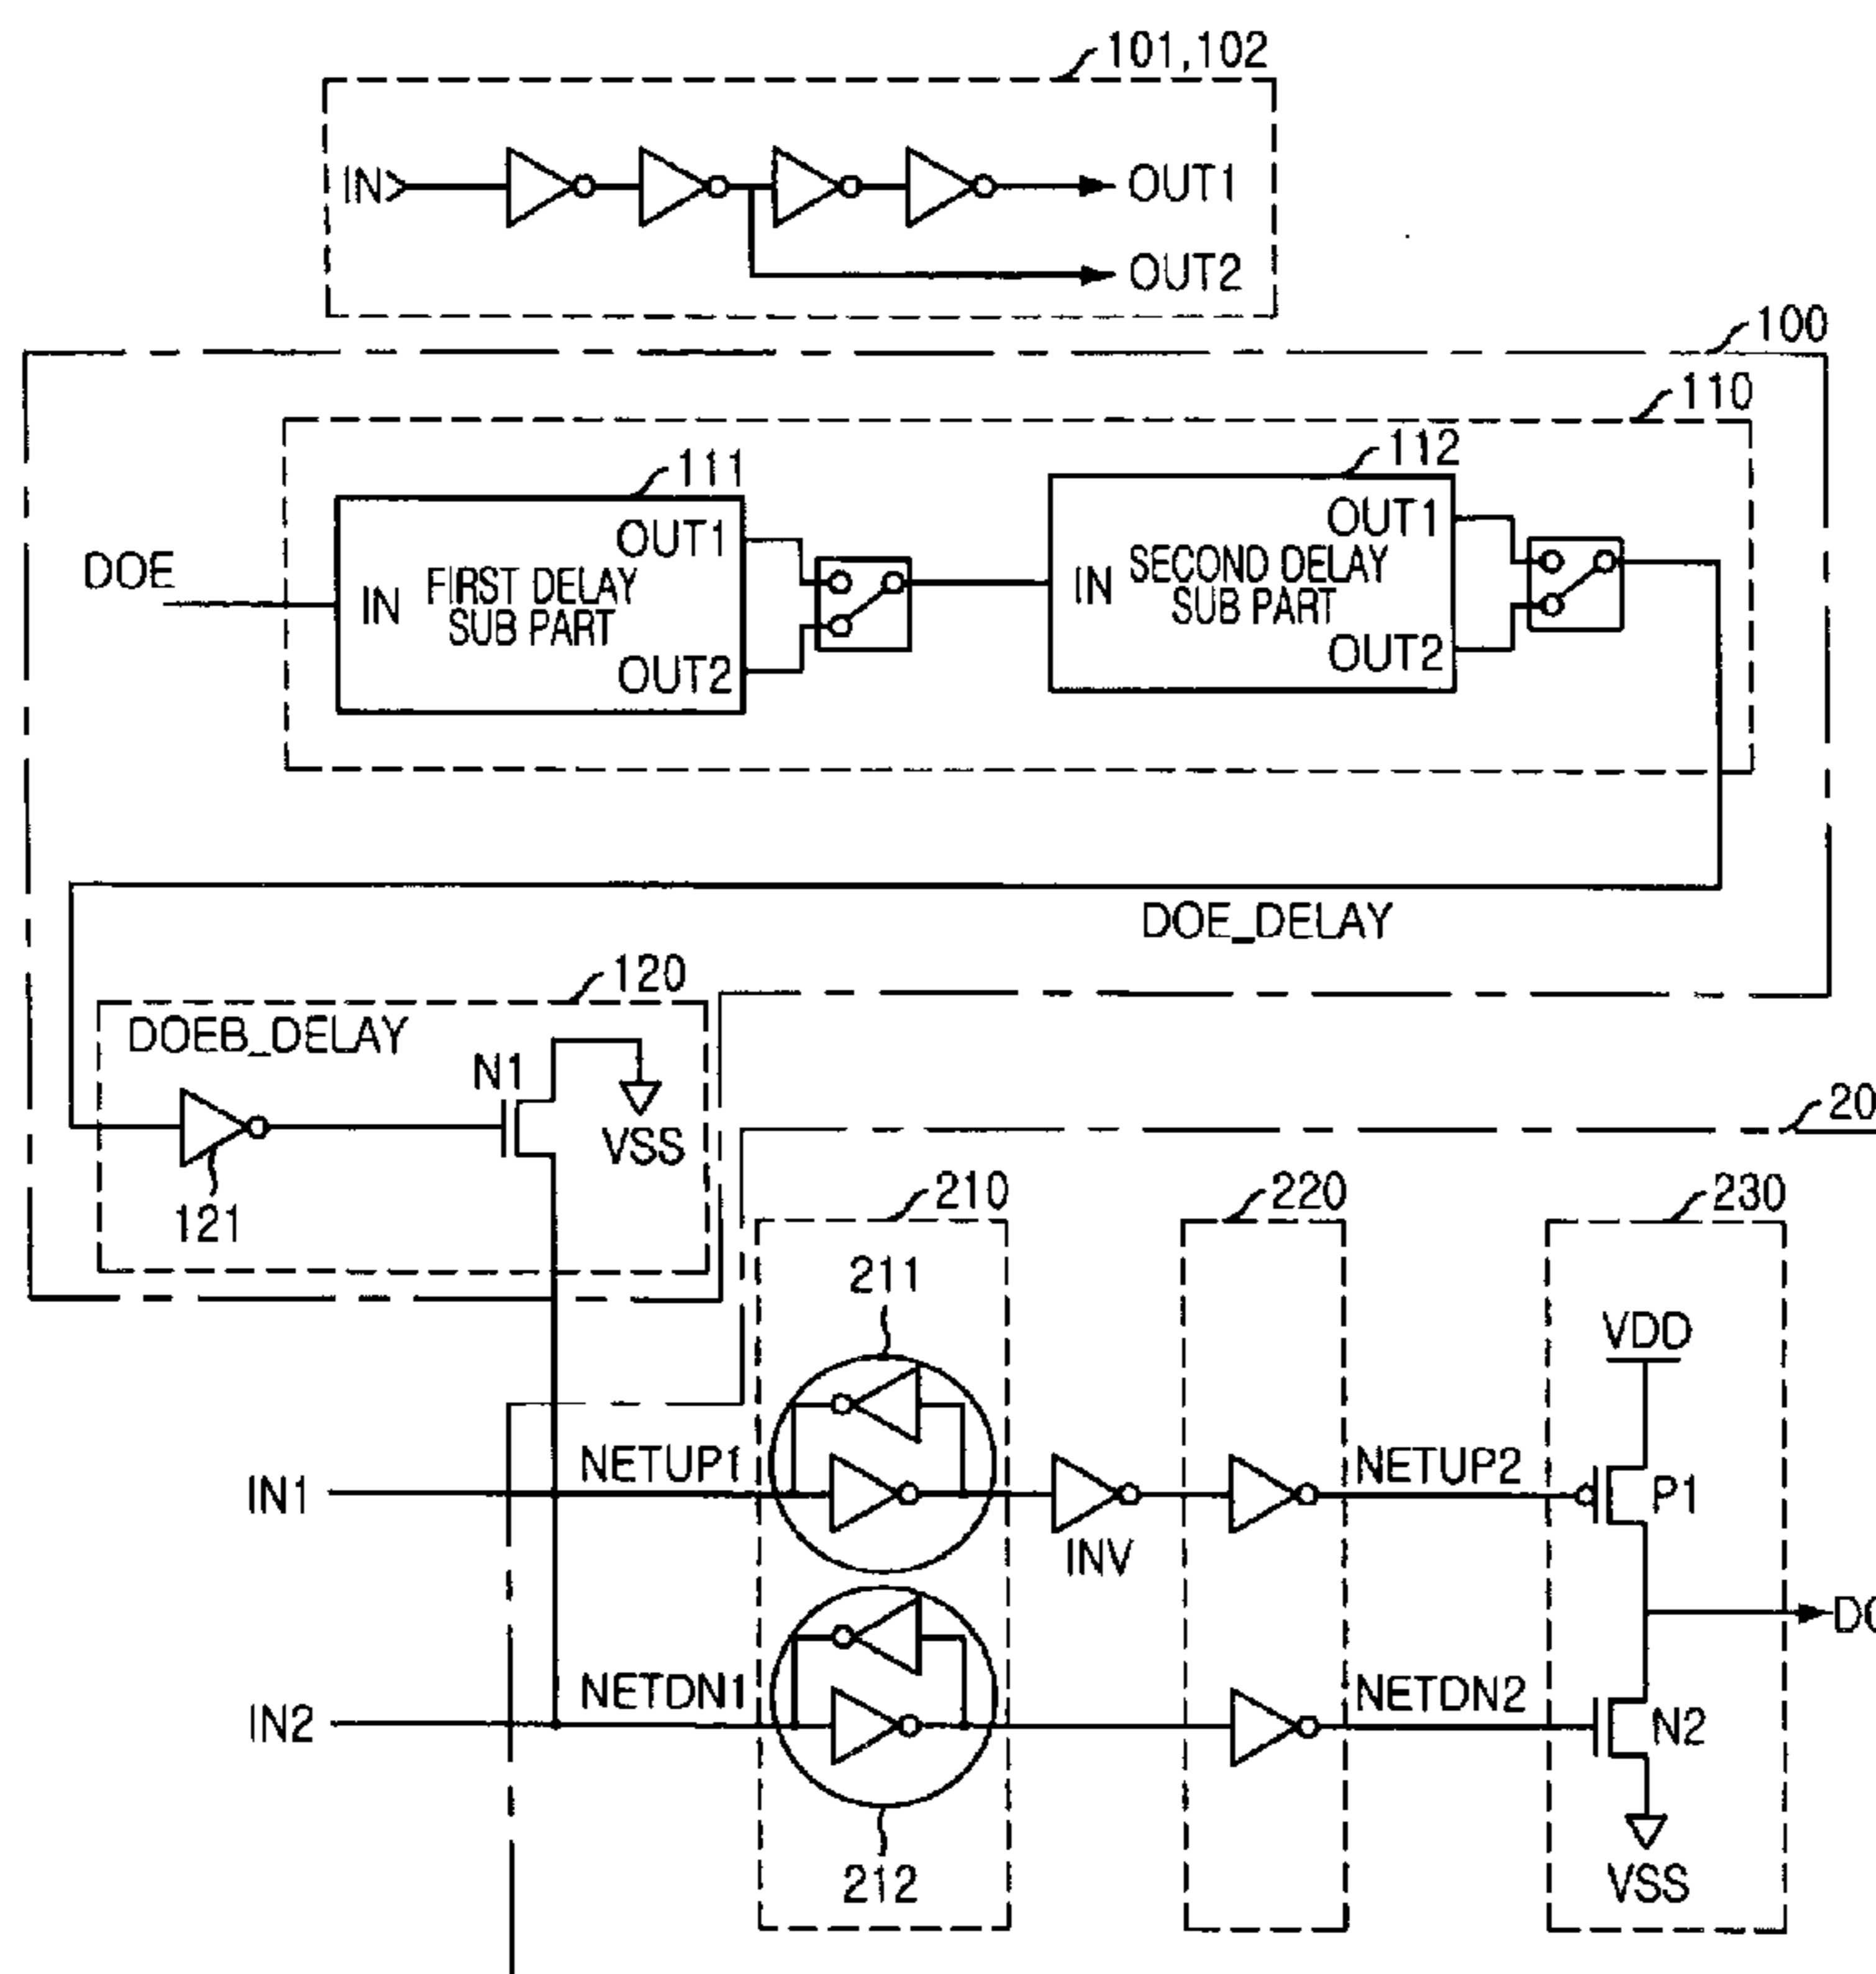 101,102
IN
OUT1
OUT2
100
110
111
112
OUT1
OUT1
DOE
IN
FIRST DELAY
SUB PART
IN
SECOND DELAY
SUB PART
OUT2
OUT2
DOE_DELAY
120
DOEB_DELAY
N1
VSS
121
20
210
220
230
211
VDD
IN1
NETUP1
INV
NETUP2
P1
IN2
NETDN1
NETDN2
N2
212
VSS